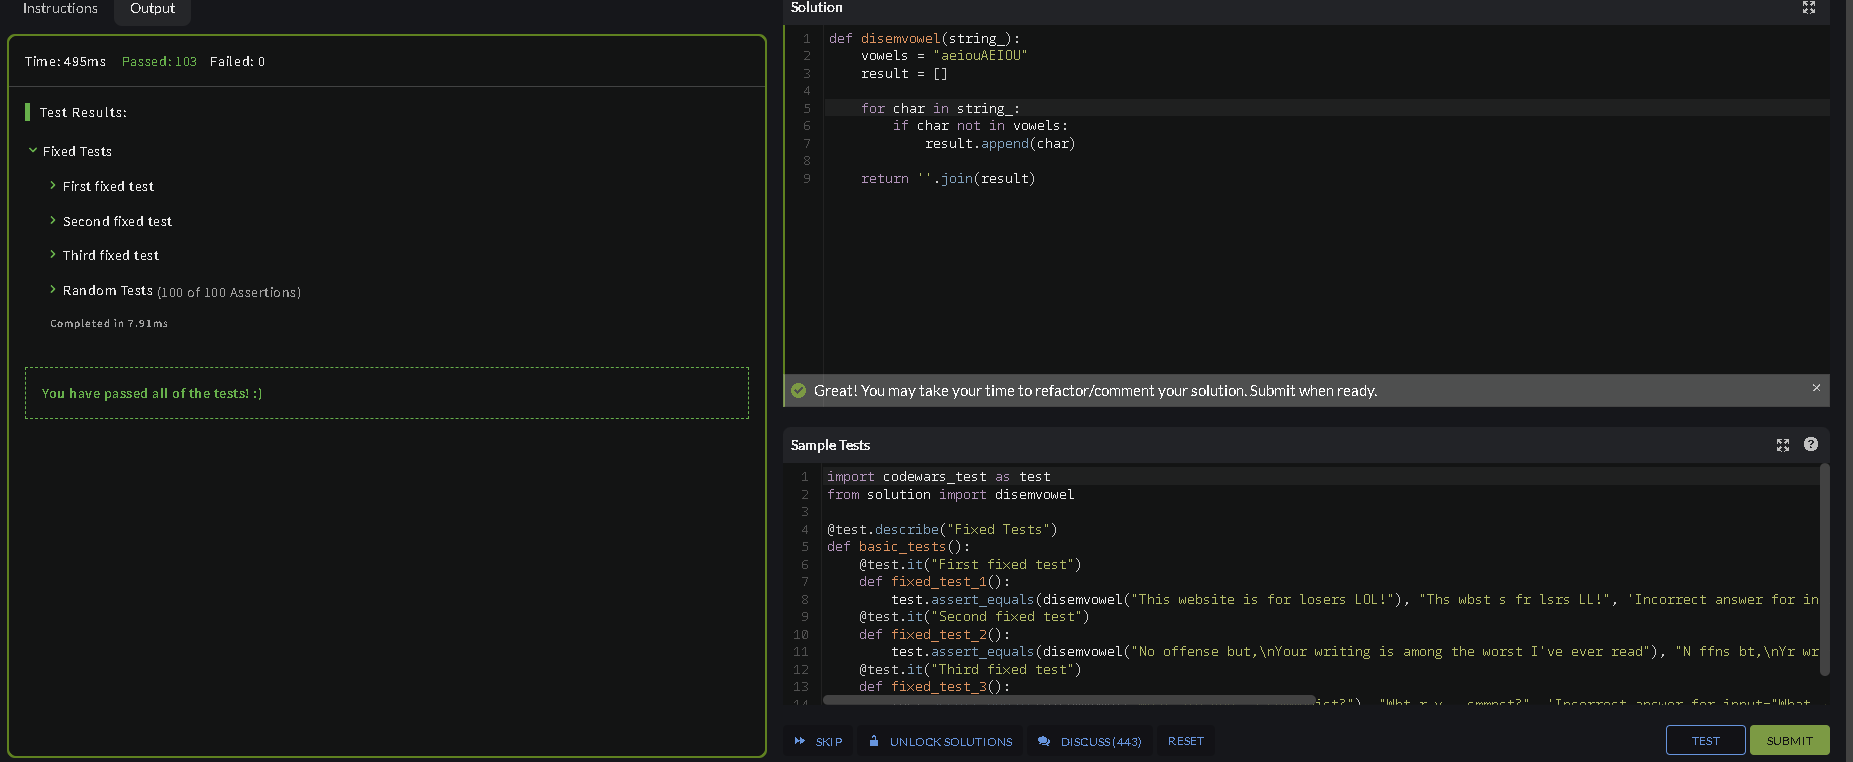 Instructions
Output
Time: 495ms Passed: 103 Failed: 0
Test Results:
Fixed Tests
First fixed test
Second fixed test
Third fixed test
Random Tests (100 of 100 Assertions)
Completed in 7.91ms
You have passed all of the tests! :)
Solution
1 def disemvowel(string_):
2     vowels = "aeiouAEIOU"
3     result = []
4
5     for char in string_:
6         if char not in vowels:
7             result.append(char)
8
9     return ''.join(result)
Great! You may take your time to refactor/comment your solution. Submit when ready.
Sample Tests
1 import codewars_test as test
2 from solution import disemvowel
3
4 @test.describe("Fixed Tests")
5 def basic_tests():
6     @test.it("First fixed test")
7     def fixed_test_1():
8         test.assert_equals(disemvowel("This website is for losers LOL!"), "Ths wbst s fr lsrs LL!", 'Incorrect answer for in
9     @test.it("Second fixed test")
10     def fixed_test_2():
11         test.assert_equals(disemvowel("No offense but,\nYour writing is among the worst I've ever read"), "N ffns bt,\nYr wr
12     @test.it("Third fixed test")
13     def fixed_test_3():
14
SKIP
UNLOCK SOLUTIONS
DISCUSS (443)
RESET
TEST
SUBMIT